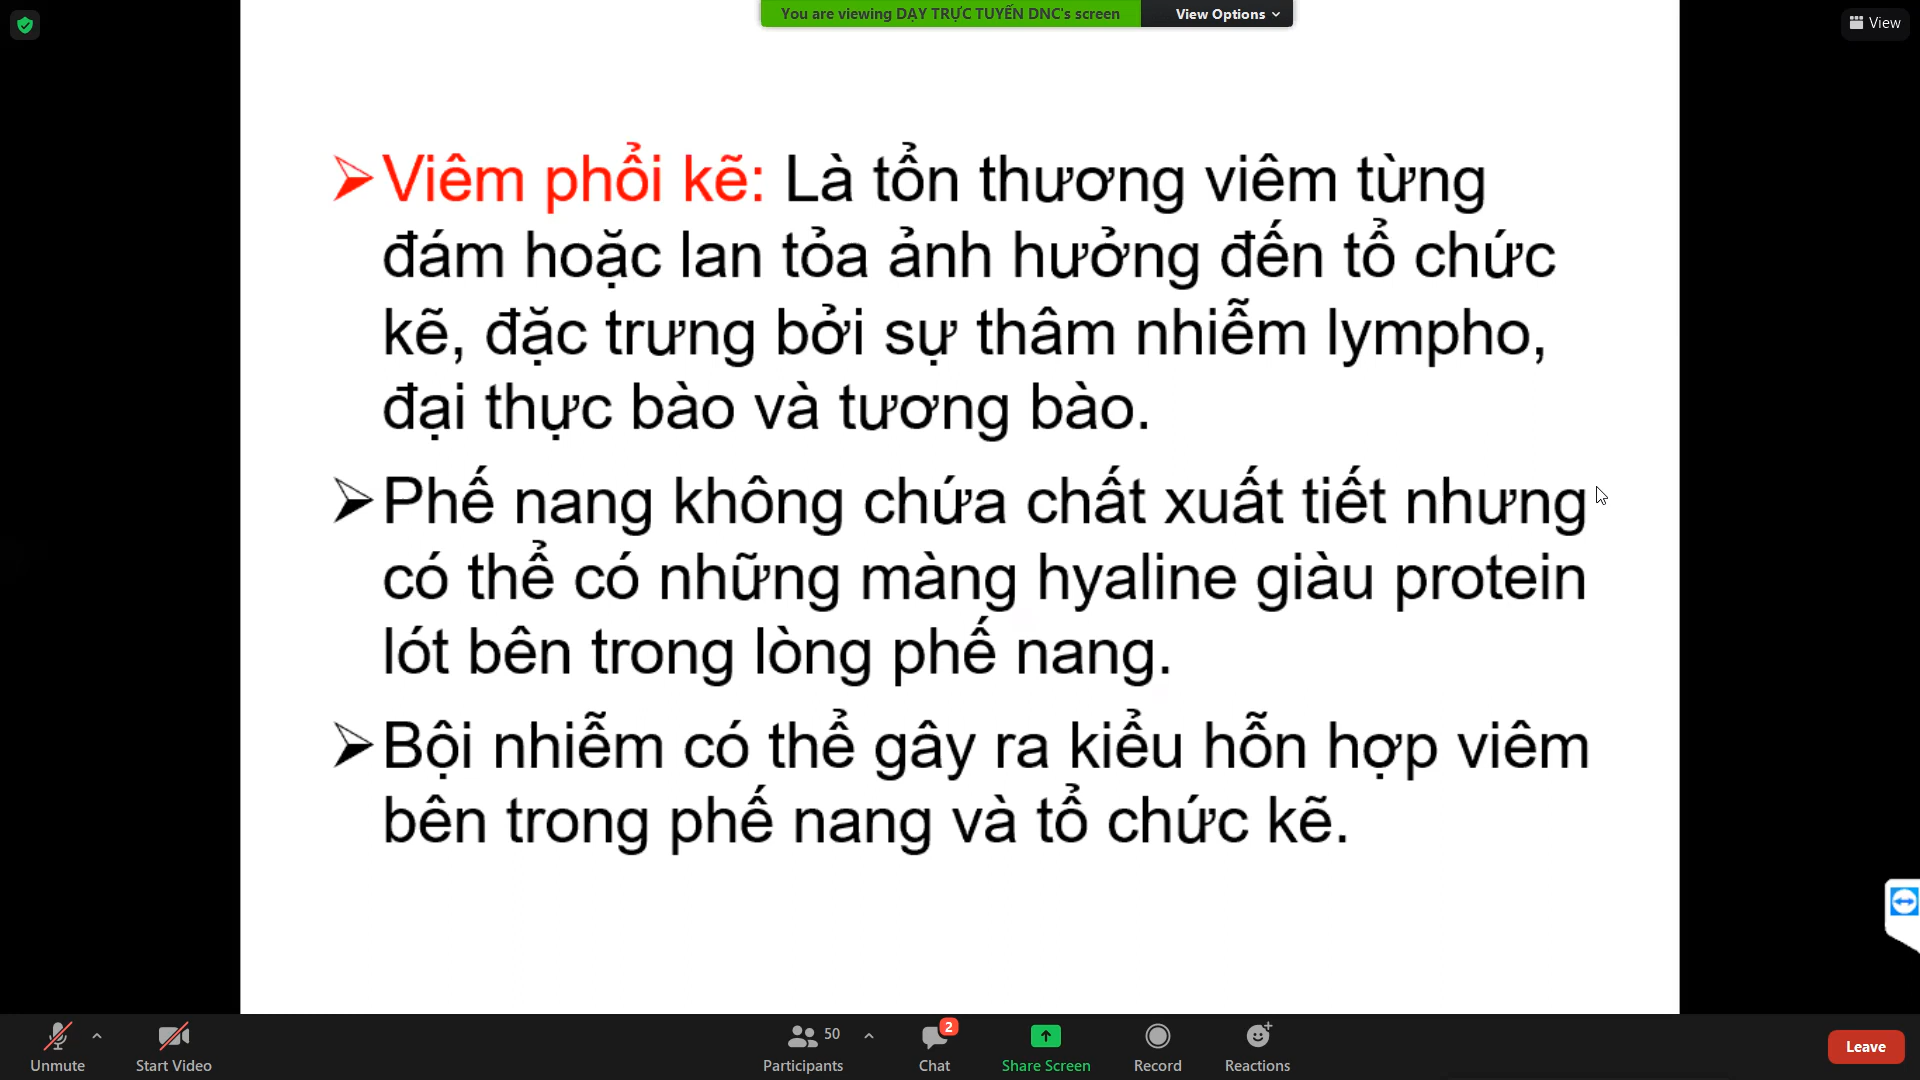 You are viewing DẠY TRỰC TUYẾN DNC's screen
View Options
View
Viêm phổi kẽ: Là tổn thương viêm từng
đám hoặc lan tỏa ảnh hưởng đến tổ chức
kẽ, đặc trưng bởi sự thâm nhiễm lympho,
đại thực bào và tương bào.
Phế nang không chứa chất xuất tiết nhưng
có thể có những màng hyaline giàu protein
lót bên trong lòng phế nang.
Bội nhiễm có thể gây ra kiểu hỗn hợp viêm
bên trong phế nang và tổ chức kẽ.
Unmute
Start Video
50
Participants
2
Chat
Share Screen
Record
Reactions
Leave